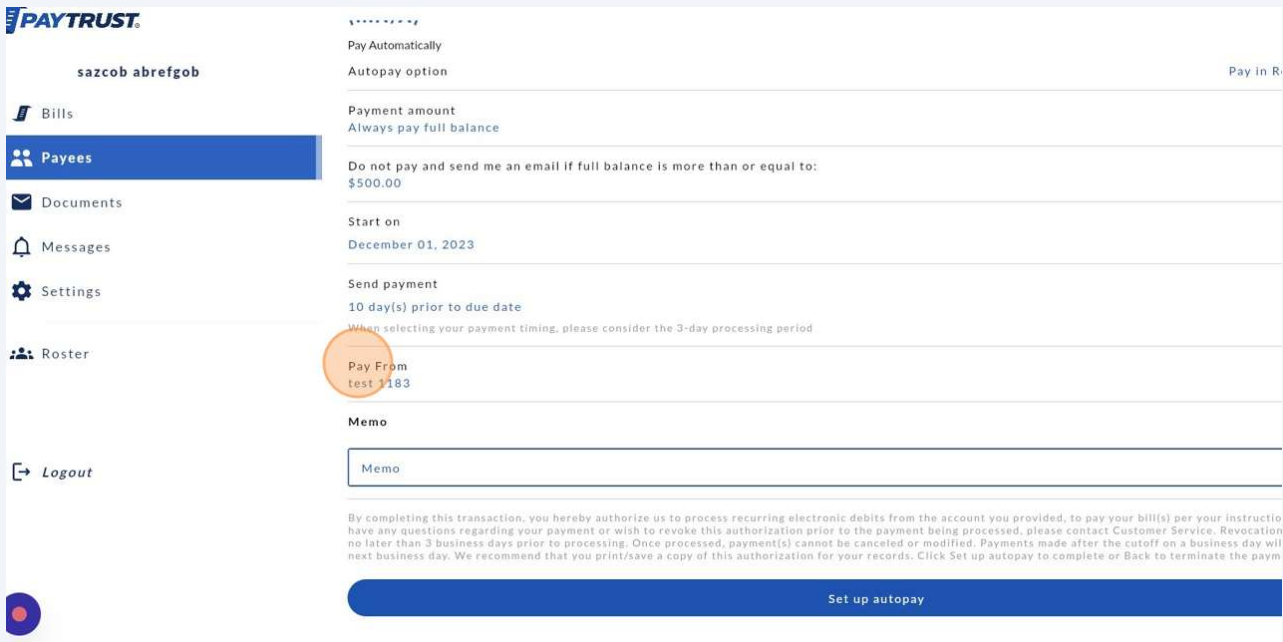 PAYTRUST®
sazcob abrefgob
Bills
Payees
Documents
Messages
Settings
Roster
Logout
Pay Automatically
Autopay option
Pay in R
Payment amount
Always pay full balance
Do not pay and send me an email if full balance is more than or equal to:
$500.00
Start on
December 01, 2023
Send payment
10 day(s) prior to due date
When selecting your payment timing, please consider the 3-day processing period
Pay From
test 1183
Memo
Memo
By completing this transaction, you hereby authorize us to process recurring electronic debits from the account you provided, to pay your bill(s) per your instructio
have any questions regarding your payment or wish to revoke this authorization prior to the payment being processed, please contact Customer Service. Revocation
no later than 3 business days prior to processing. Once processed, payment(s) cannot be canceled or modified. Payments made after the cutoff on a business day wil
next business day. We recommend that you print/save a copy of this authorization for your records. Click Set up autopay to complete or Back to terminate the paym
Set up autopay